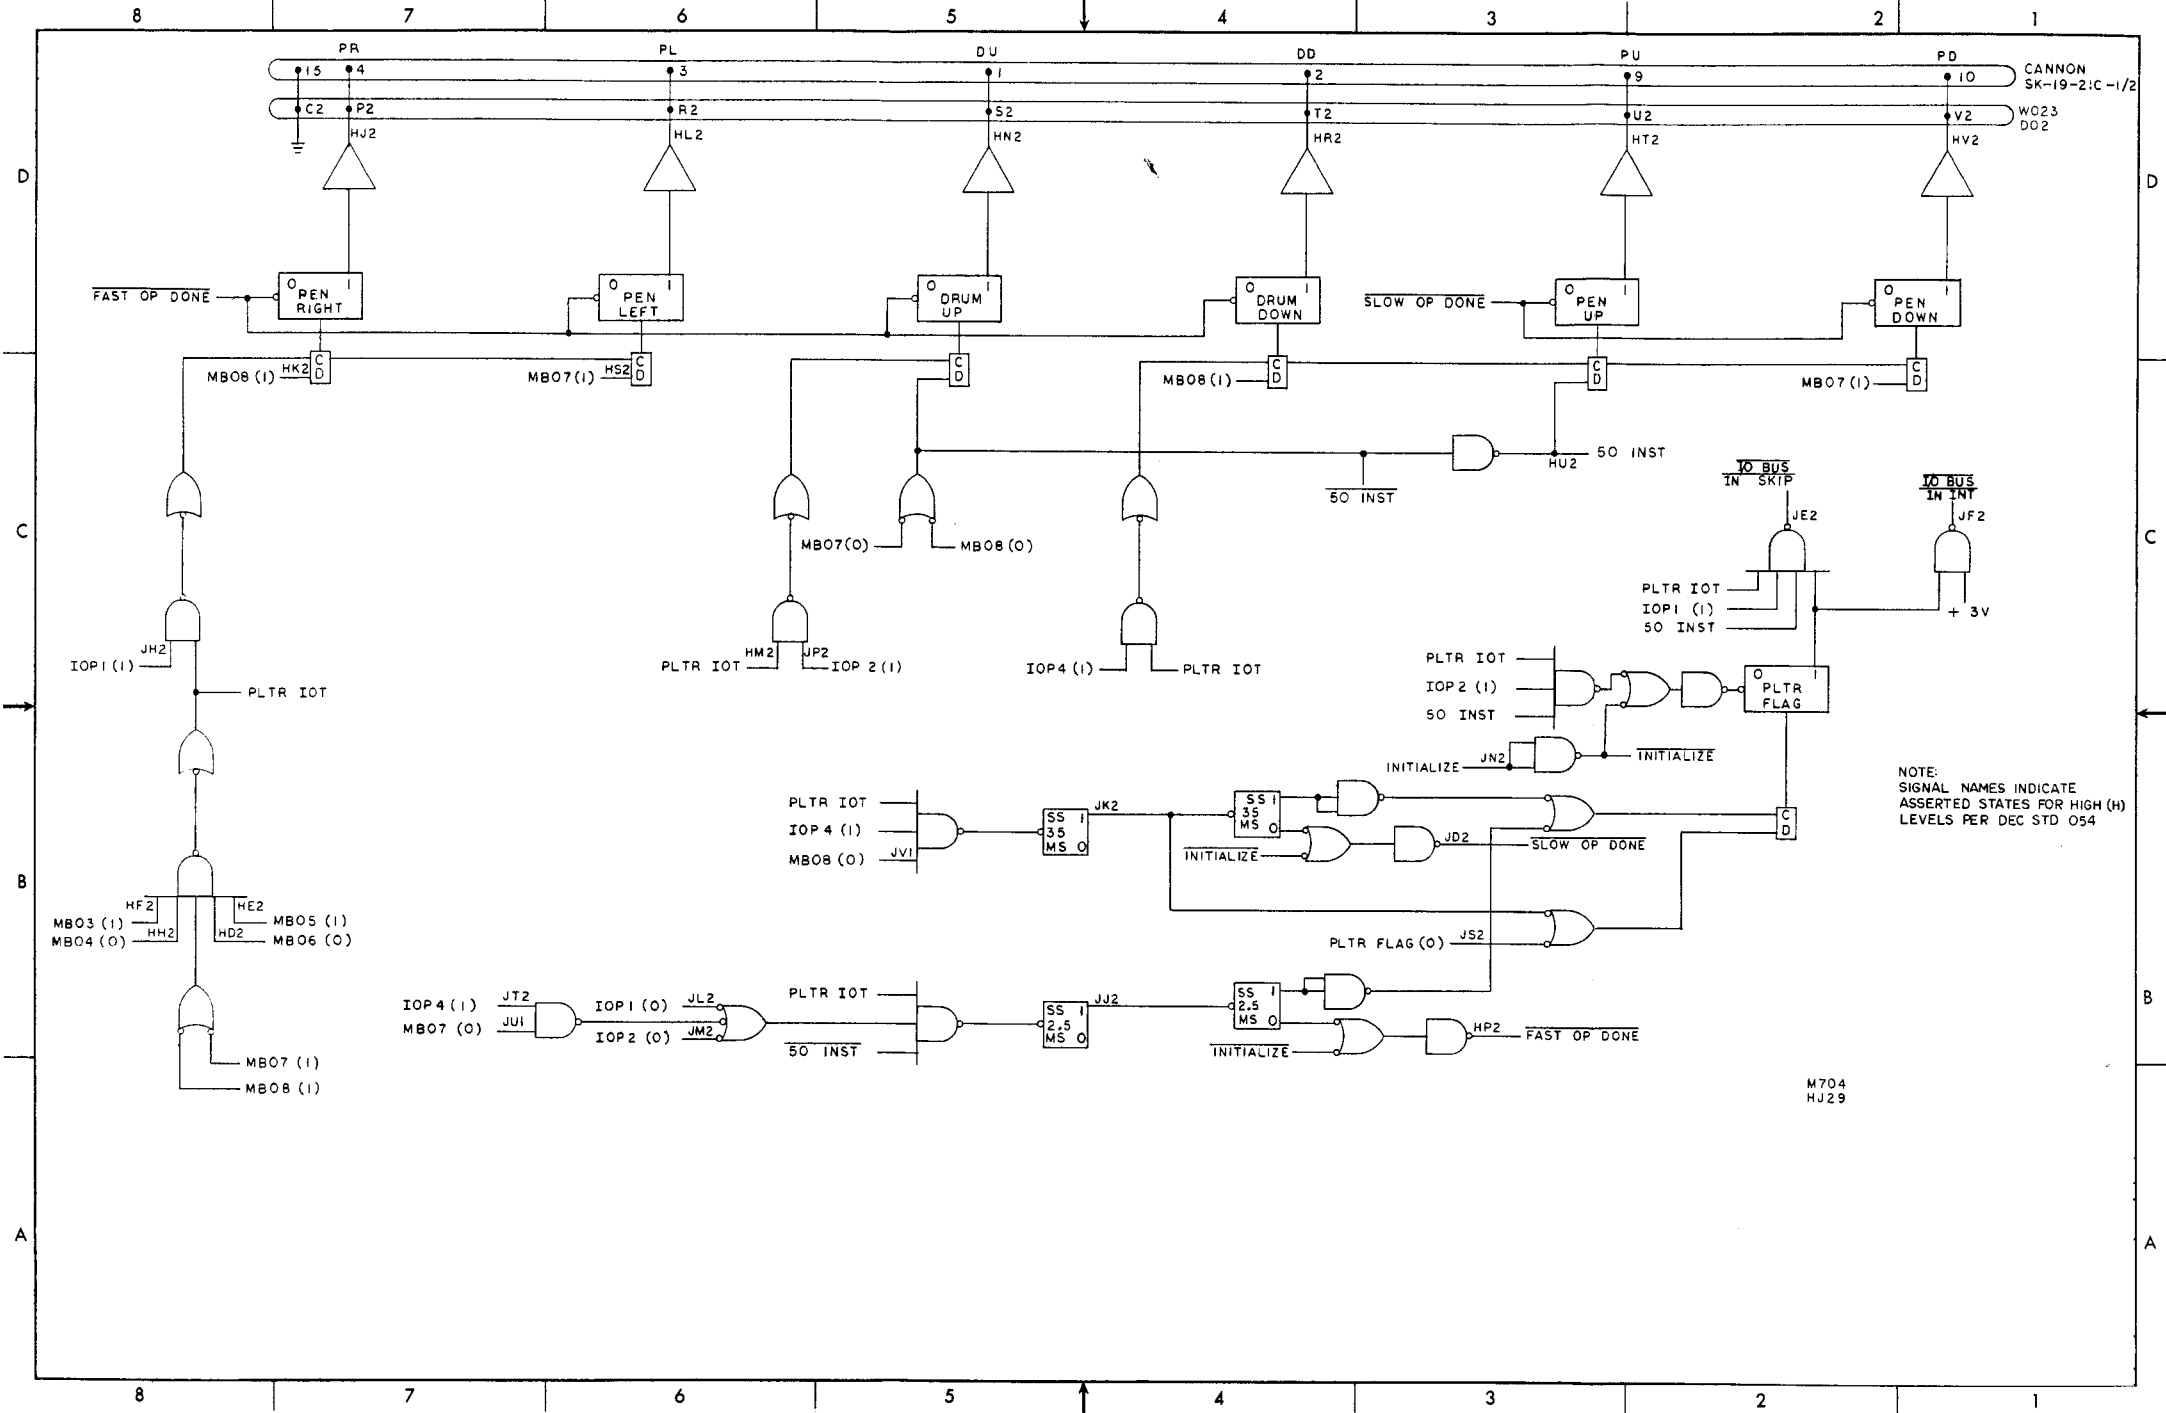 8 7 6 5 4 3 2 1
PR PL DU DD PU PD
15 4 3 1 2 9 10
CANNON
SK-19-21C-1/2
C2 P2 R2 S2 T2 U2 V2
W023
D02
HJ2 HL2 HN2 HR2 HT2 HV2
D D
FAST OP DONE
0 1
PEN
RIGHT
0 1
PEN
LEFT
0 1
DRUM
UP
0 1
DRUM
DOWN
SLOW OP DONE
0 1
PEN
UP
0 1
PEN
DOWN
MB08 (1) HK2 C D
MB07 (1) HS2 C D
C D
MB08 (1) C D
C D
MB07 (1) C D
HU2 50 INST
50 INST
MB07(0) MB08(0)
I/O BUS
IN SKIP
JE2
I/O BUS
IN INT
JF2
C C
PLTR IOT
IOP1 (1)
50 INST
+ 3V
IOP1 (1) JH2
PLTR IOT
PLTR IOT HM2 JP2 IOP 2(1)
IOP4 (1) PLTR IOT
PLTR IOT
IOP2 (1)
50 INST
0 1
PLTR
FLAG
INITIALIZE JN2 INITIALIZE
NOTE:
SIGNAL NAMES INDICATE
ASSERTED STATES FOR HIGH (H)
LEVELS PER DEC STD 054
PLTR IOT
IOP4 (1)
MB08 (0) JV1
SS 1
35
MS 0
JK2
SS 1
35
MS 0
INITIALIZE
JD2 SLOW OP DONE
C
D
B
HF2 HE2
MB03 (1) MB05 (1)
MB04 (0) HH2 HD2 MB06 (0)
PLTR FLAG (0) JS2
IOP4 (1) JT2
MB07 (0) JU1
IOP1 (0) JL2
IOP2 (0) JM2
PLTR IOT
50 INST
SS 1
2.5
MS 0
JJ2
SS 1
2.5
MS 0
INITIALIZE
HP2 FAST OP DONE
B
MB07 (1)
MB08 (1)
M704
HJ29
A A
8 7 6 5 4 3 2 1